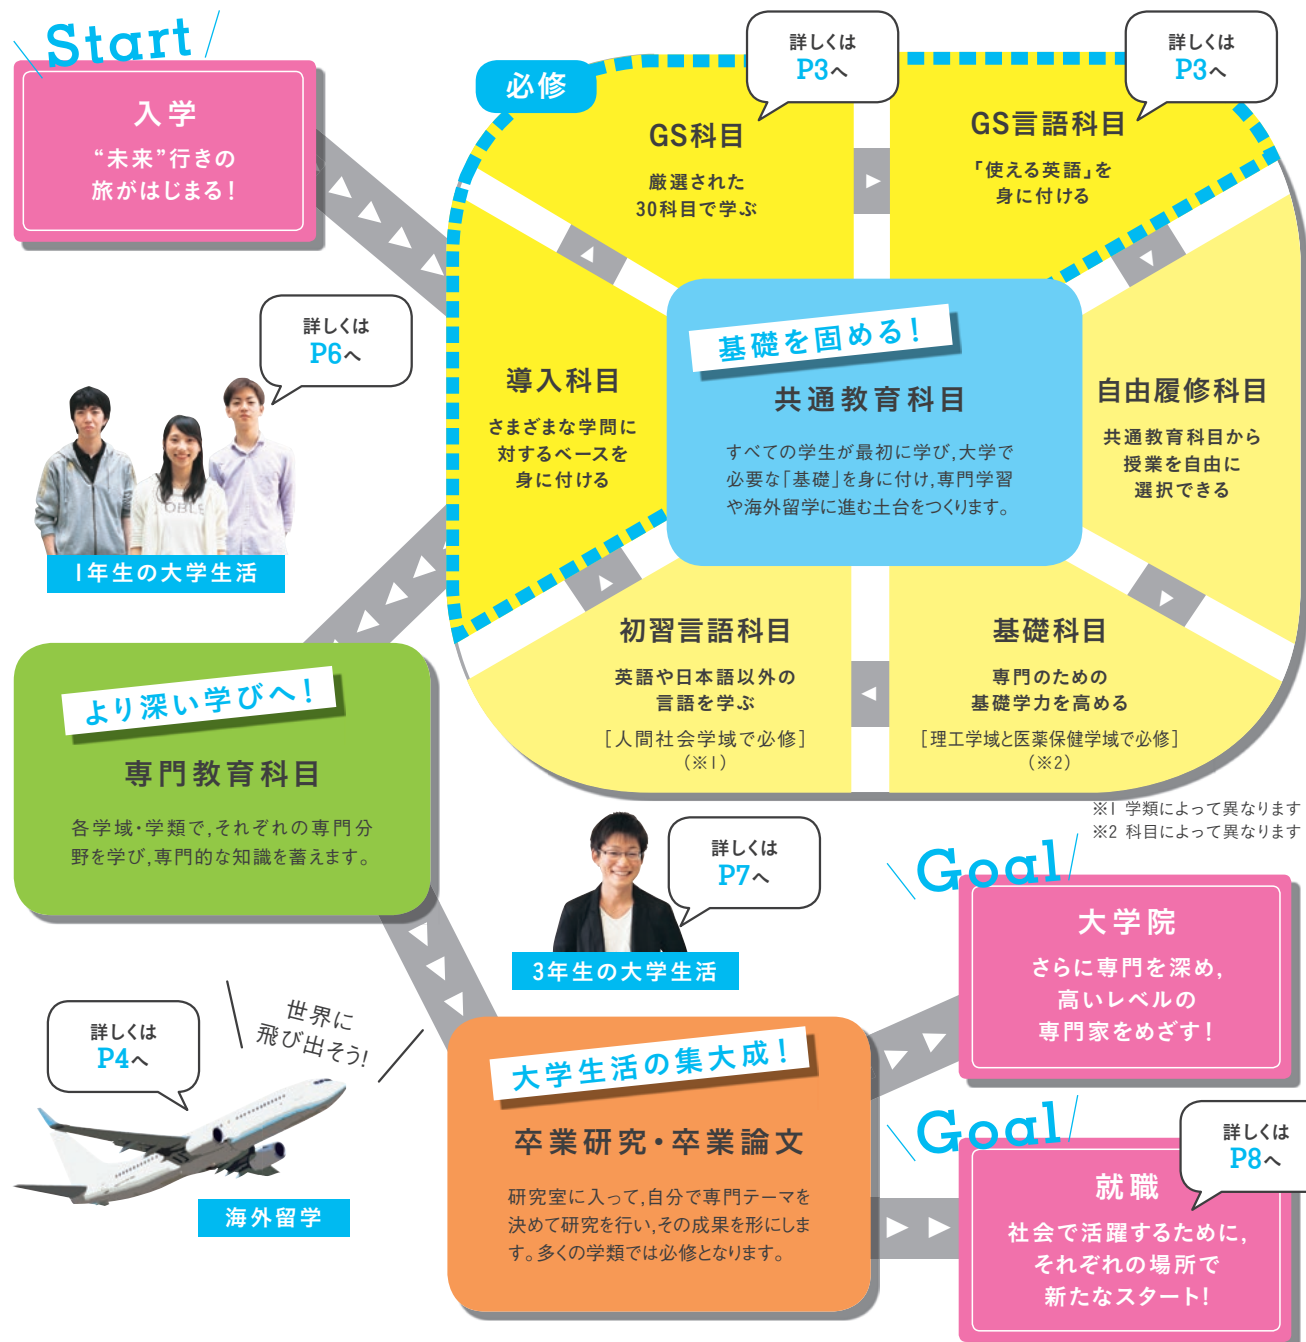 Start
入学
“未来”行きの
旅がはじまる！
必修
詳しくは
P3へ
GS科目
厳選された
30科目で学ぶ
詳しくは
P3へ
GS言語科目
「使える英語」を
身に付ける
導入科目
さまざまな学問に
対するベースを
身に付ける
基礎を固める！
共通教育科目
すべての学生が最初に学び，大学で
必要な「基礎」を身に付け，専門学習
や海外留学に進む土台をつくります。
自由履修科目
共通教育科目から
授業を自由に
選択できる
初習言語科目
英語や日本語以外の
言語を学ぶ
［人間社会学域で必修］
（※1）
基礎科目
専門のための
基礎学力を高める
［理工学域と医薬保健学域で必修］
（※2）
※1 学類によって異なります
※2 科目によって異なります
詳しくは
P6へ
OBLE
1年生の大学生活
より深い学びへ！
専門教育科目
各学域・学類で，それぞれの専門分
野を学び，専門的な知識を蓄えます。
詳しくは
P7へ
3年生の大学生活
詳しくは
P4へ
世界に
飛び出そう！
海外留学
大学生活の集大成！
卒業研究・卒業論文
研究室に入って，自分で専門テーマを
決めて研究を行い，その成果を形にしま
す。多くの学類では必修となります。
Goal
大学院
さらに専門を深め，
高いレベルの
専門家をめざす！
Goal
詳しくは
P8へ
就職
社会で活躍するために，
それぞれの場所で
新たなスタート！